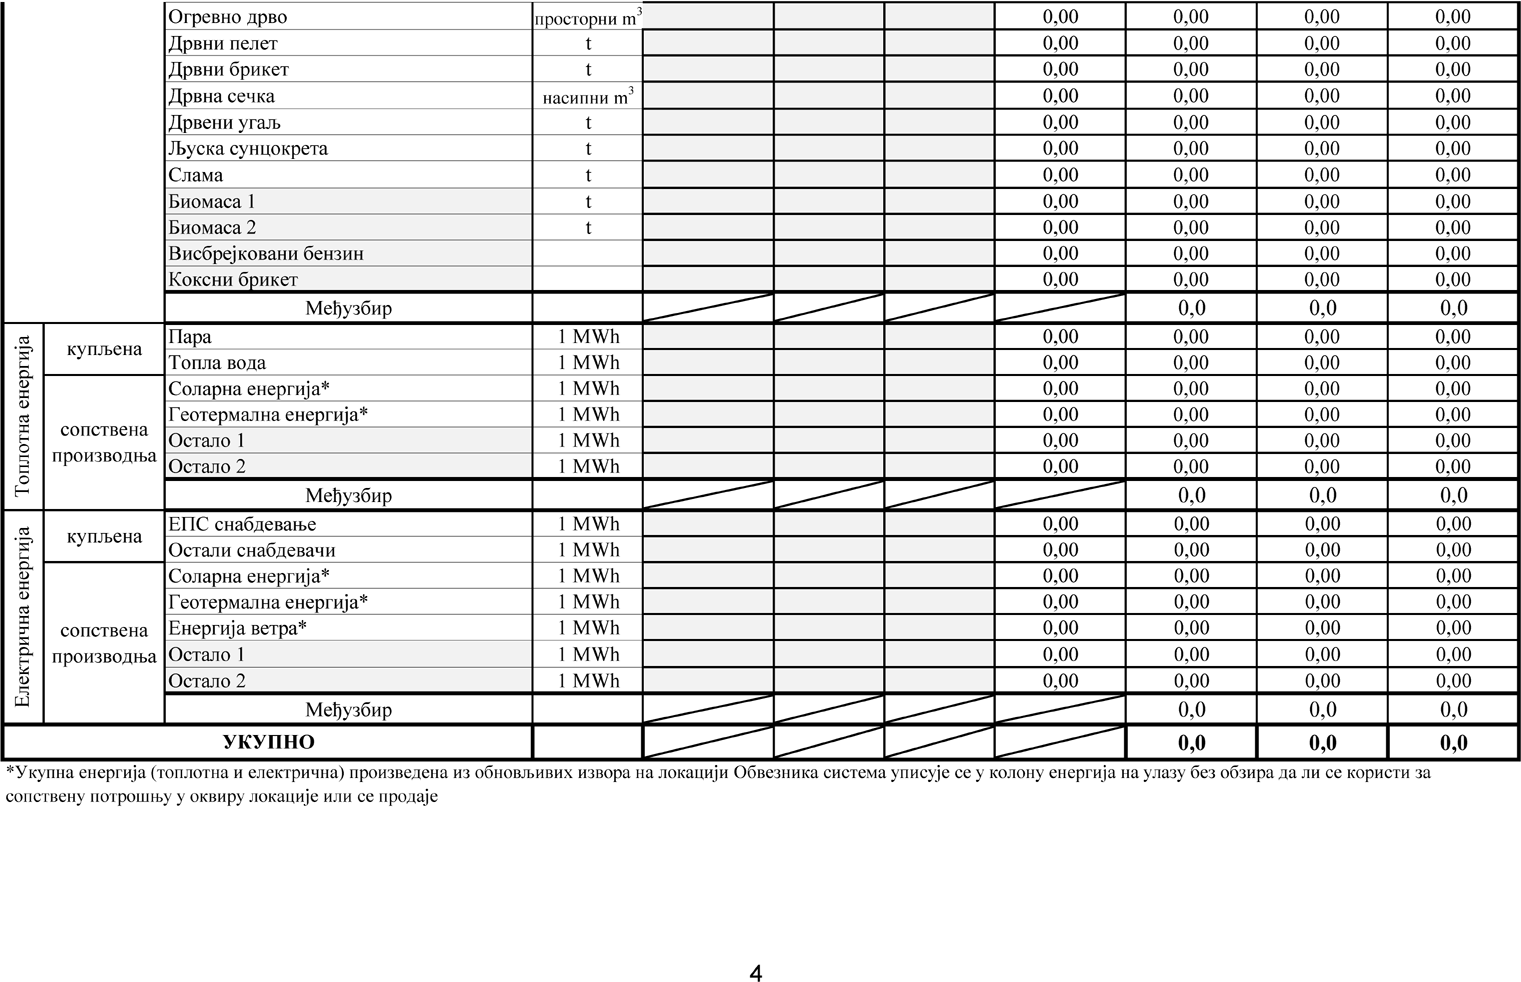 Огревно дрво просторни m³ 0,00 0,00 0,00 0,00
Дрвни пелет t 0,00 0,00 0,00 0,00
Дрвни брикет t 0,00 0,00 0,00 0,00
Дрвна сечка насипни m³ 0,00 0,00 0,00 0,00
Дрвени угаљ t 0,00 0,00 0,00 0,00
Љуска сунцокрета t 0,00 0,00 0,00 0,00
Слама t 0,00 0,00 0,00 0,00
Биомаса 1 t 0,00 0,00 0,00 0,00
Биомаса 2 t 0,00 0,00 0,00 0,00
Висбрејковани бензин 0,00 0,00 0,00 0,00
Коксни брикет 0,00 0,00 0,00 0,00
Међузбир 0,0 0,0 0,0
Топлотна енергија
купљена
Пара 1 MWh 0,00 0,00 0,00 0,00
Топла вода 1 MWh 0,00 0,00 0,00 0,00
сопствена
производња
Соларна енергија* 1 MWh 0,00 0,00 0,00 0,00
Геотермална енергија* 1 MWh 0,00 0,00 0,00 0,00
Остало 1 1 MWh 0,00 0,00 0,00 0,00
Остало 2 1 MWh 0,00 0,00 0,00 0,00
Међузбир 0,0 0,0 0,0
Електрична енергија
купљена
ЕПС снабдевање 1 MWh 0,00 0,00 0,00 0,00
Остали снабдевачи 1 MWh 0,00 0,00 0,00 0,00
сопствена
производња
Соларна енергија* 1 MWh 0,00 0,00 0,00 0,00
Геотермална енергија* 1 MWh 0,00 0,00 0,00 0,00
Енергија ветра* 1 MWh 0,00 0,00 0,00 0,00
Остало 1 1 MWh 0,00 0,00 0,00 0,00
Остало 2 1 MWh 0,00 0,00 0,00 0,00
Међузбир 0,0 0,0 0,0
УКУПНО 0,0 0,0 0,0
*Укупна енергија (топлотна и електрична) произведена из обновљивих извора на локацији Обвезника система уписује се у колону енергија на улазу без обзира да ли се користи за
сопствену потрошњу у оквиру локације или се продаје
4